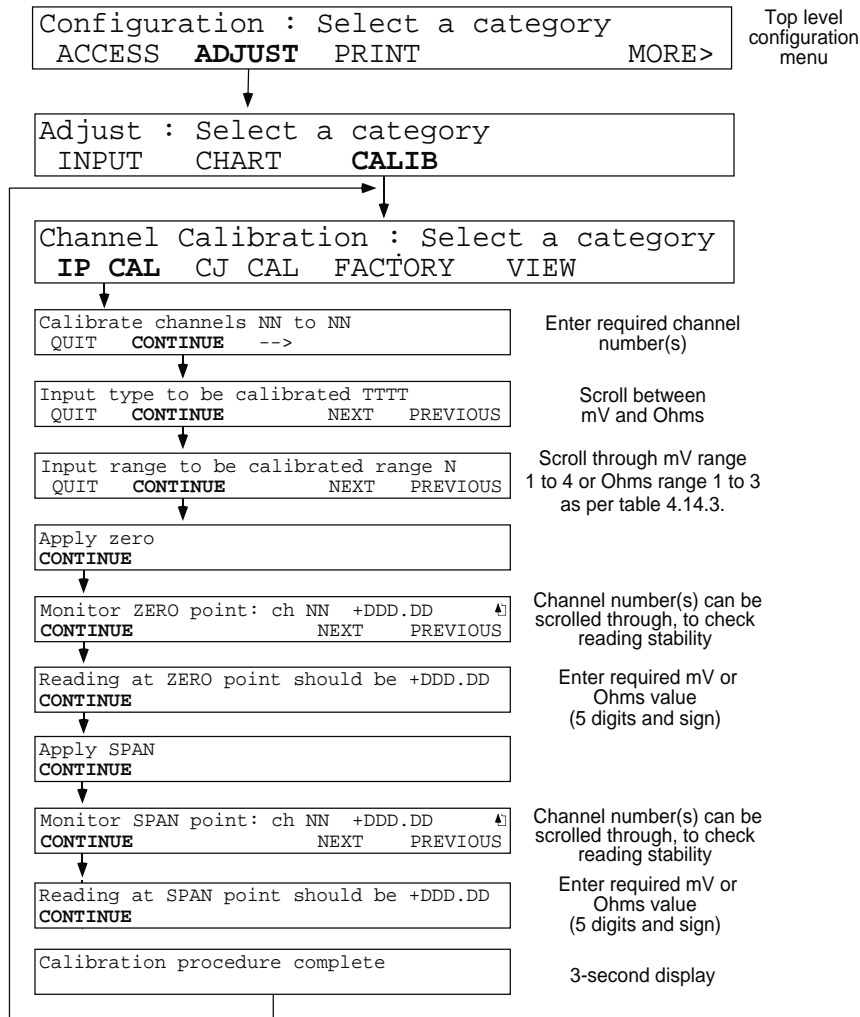 Configuration : Select a category
ACCESS ADJUST PRINT MORE>
Top level
configuration
menu
Adjust : Select a category
INPUT CHART CALIB
Channel Calibration : Select a category
IP CAL CJ CAL FACTORY VIEW
Calibrate channels NN to NN
QUIT CONTINUE -->
Enter required channel
number(s)
Input type to be calibrated TTTT
QUIT CONTINUE NEXT PREVIOUS
Scroll between
mV and Ohms
Input range to be calibrated range N
QUIT CONTINUE NEXT PREVIOUS
Scroll through mV range
1 to 4 or Ohms range 1 to 3
as per table 4.14.3.
Apply zero
CONTINUE
Monitor ZERO point: ch NN +DDD.DD
CONTINUE NEXT PREVIOUS
Channel number(s) can be
scrolled through, to check
reading stability
Reading at ZERO point should be +DDD.DD
CONTINUE
Enter required mV or
Ohms value
(5 digits and sign)
Apply SPAN
CONTINUE
Monitor SPAN point: ch NN +DDD.DD
CONTINUE NEXT PREVIOUS
Channel number(s) can be
scrolled through, to check
reading stability
Reading at SPAN point should be +DDD.DD
CONTINUE
Enter required mV or
Ohms value
(5 digits and sign)
Calibration procedure complete
3-second display